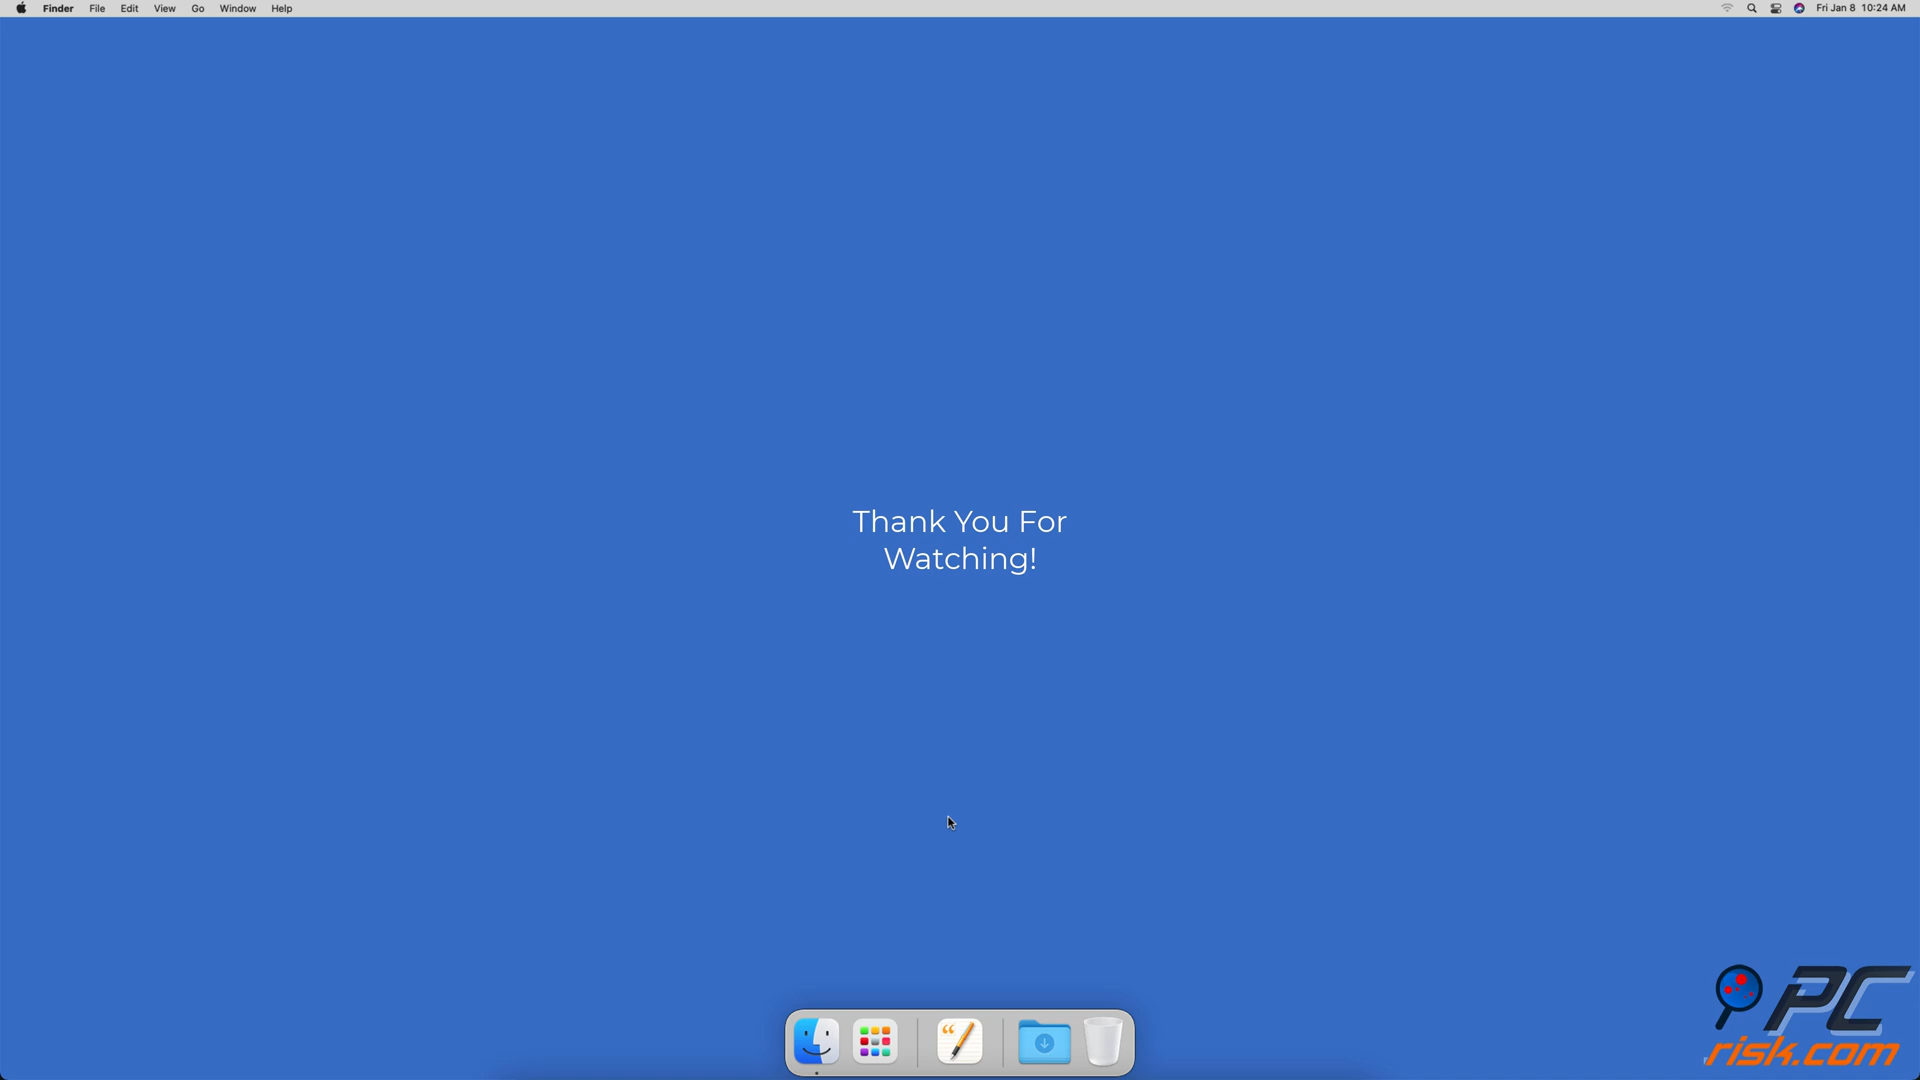 Finder File Edit View Go Window Help
Fri Jan 8 10:24 AM
Thank You For
Watching!
PC
risk.com